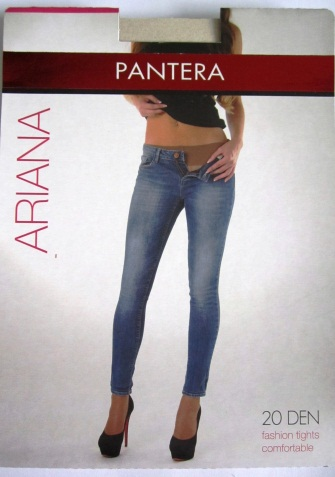 PANTERA
ARIANA
20 DEN
fashion tights
comfortable